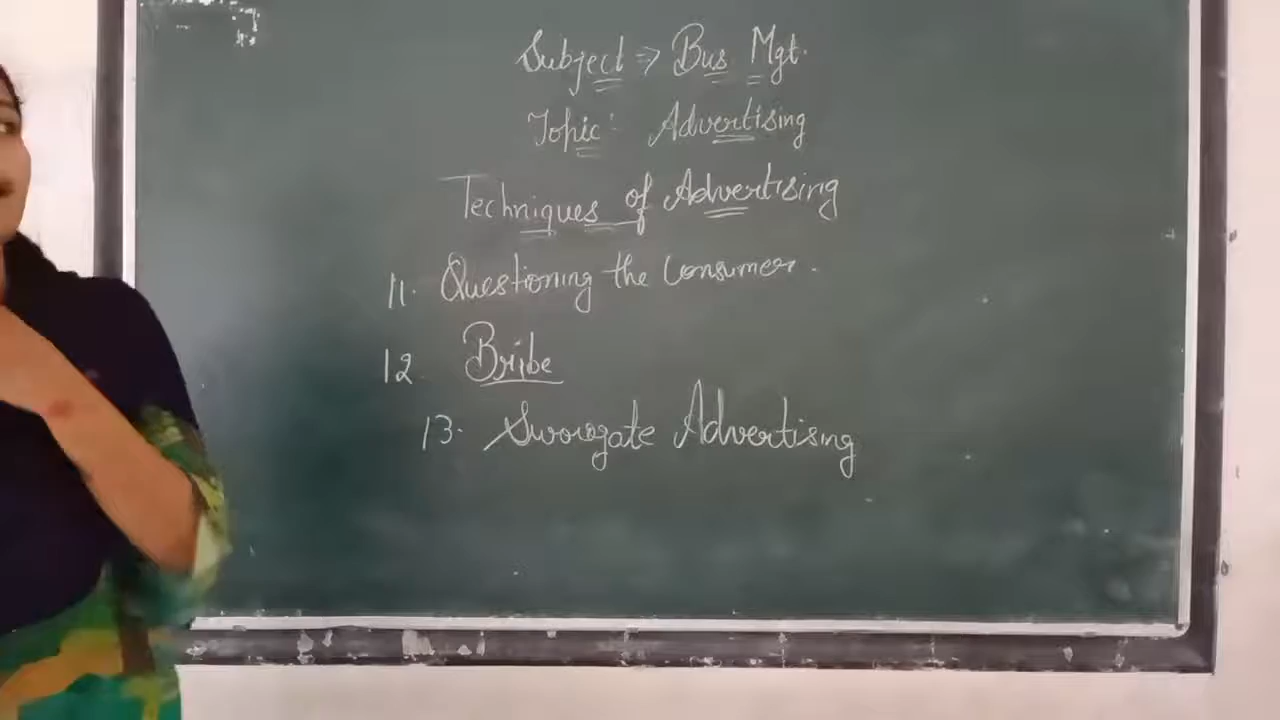 Subject => Bus Mgt.
Topic: Advertising
Techniques of Advertising
11. Questioning the Consumer.
12. Bribe
13. Surrogate Advertising